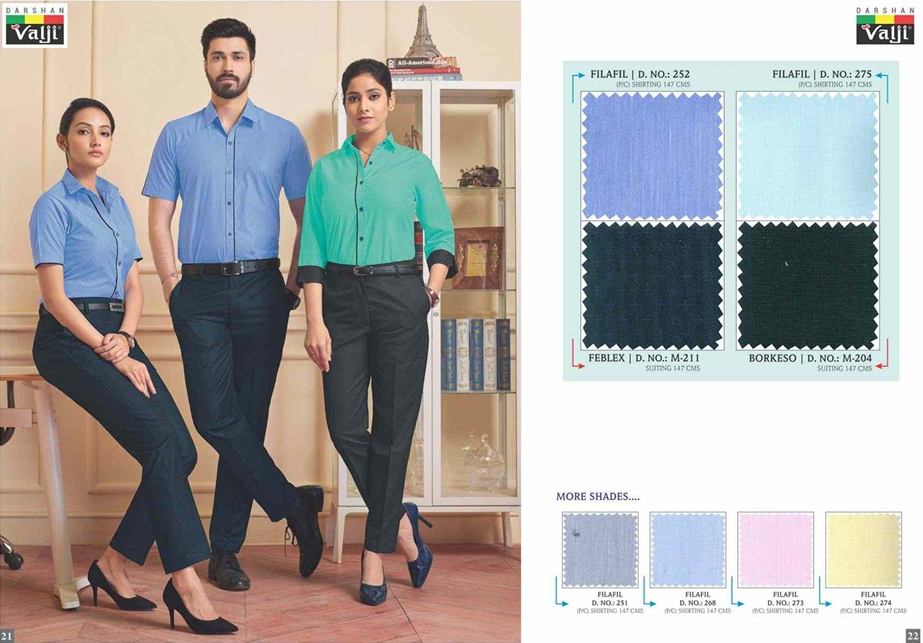 DARSHAN
Valji
All-American
21
DARSHAN
Valji
FILAFIL | D. NO.: 252
(P/C) SHIRTING 147 CMS
FILAFIL | D. NO.: 275
(P/C) SHIRTING 147 CMS
FEBLEX | D. NO.: M-211
SUITING 147 CMS
BORKESO | D. NO.: M-204
SUITING 147 CMS
MORE SHADES....
FILAFIL
D. NO.: 251
(P/C) SHIRTING 147 CMS
FILAFIL
D. NO.: 268
(P/C) SHIRTING 147 CMS
FILAFIL
D. NO.: 273
(P/C) SHIRTING 147 CMS
FILAFIL
D. NO.: 274
(P/C) SHIRTING 147 CMS
22